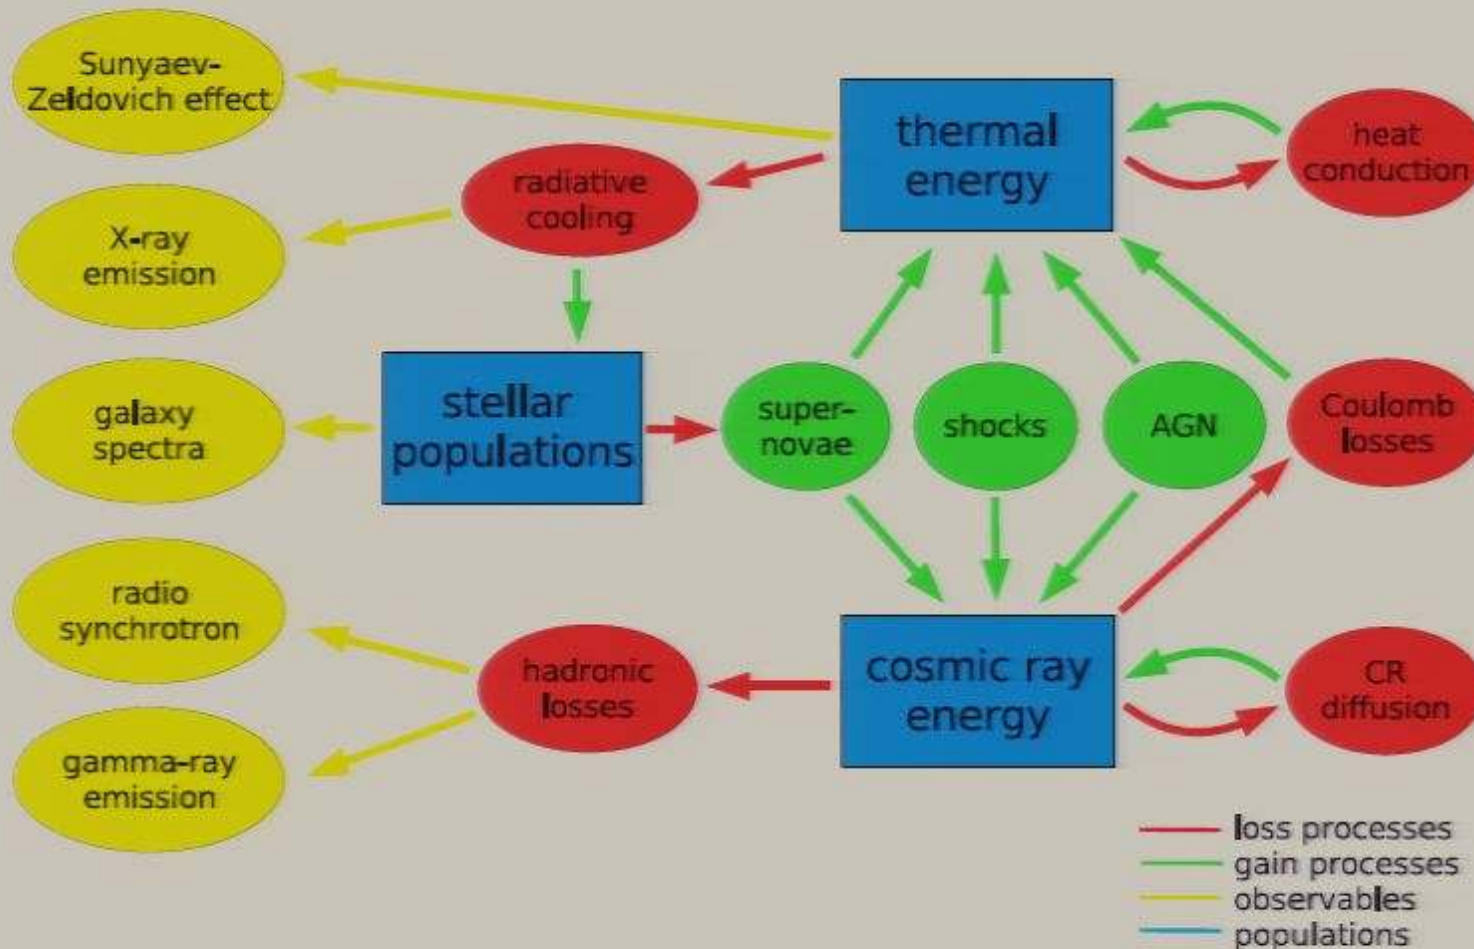 Sunyaev-
Zeldovich effect
thermal
energy
heat
conduction
radiative
cooling
X-ray
emission
stellar
populations
galaxy
spectra
super-
novae
shocks
AGN
Coulomb
losses
radio
synchrotron
hadronic
losses
cosmic ray
energy
CR
diffusion
gamma-ray
emission
loss processes
gain processes
observables
populations